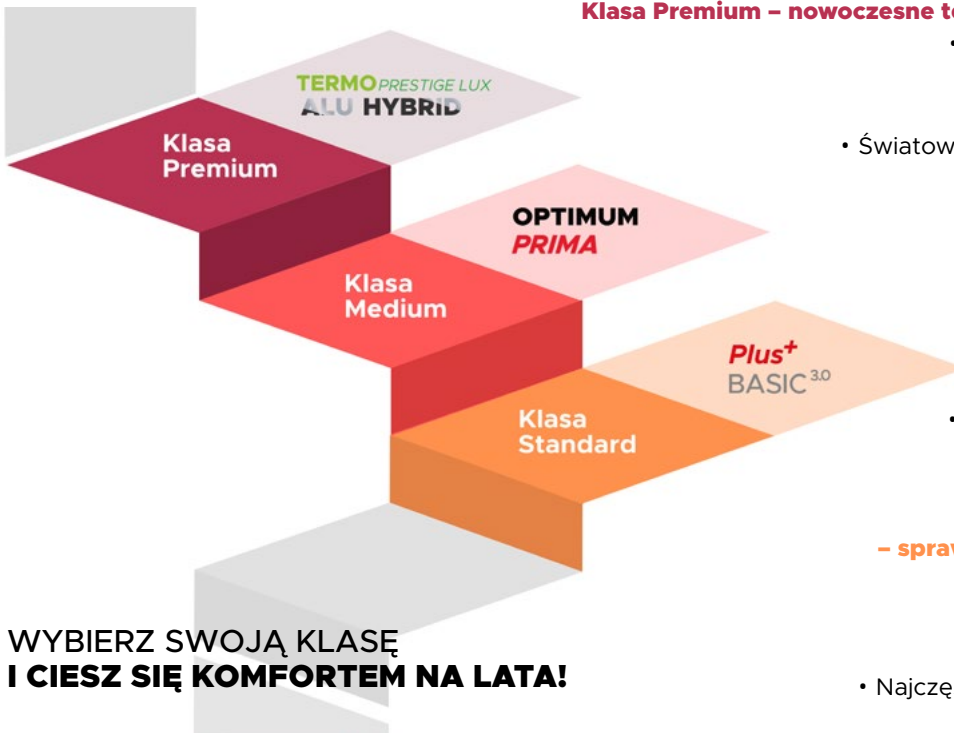 Klasa Premium – nowoczesne
TERMO PRESTIGE LUX
ALU HYBRID
Klasa
Premium
• Światow
OPTIMUM
PRIMA
Klasa
Medium
Plus+
BASIC 3.0
Klasa
Standard
WYBIERZ SWOJĄ KLASĘ
I CIESZ SIĘ KOMFORTEM NA LATA!
• Najczę